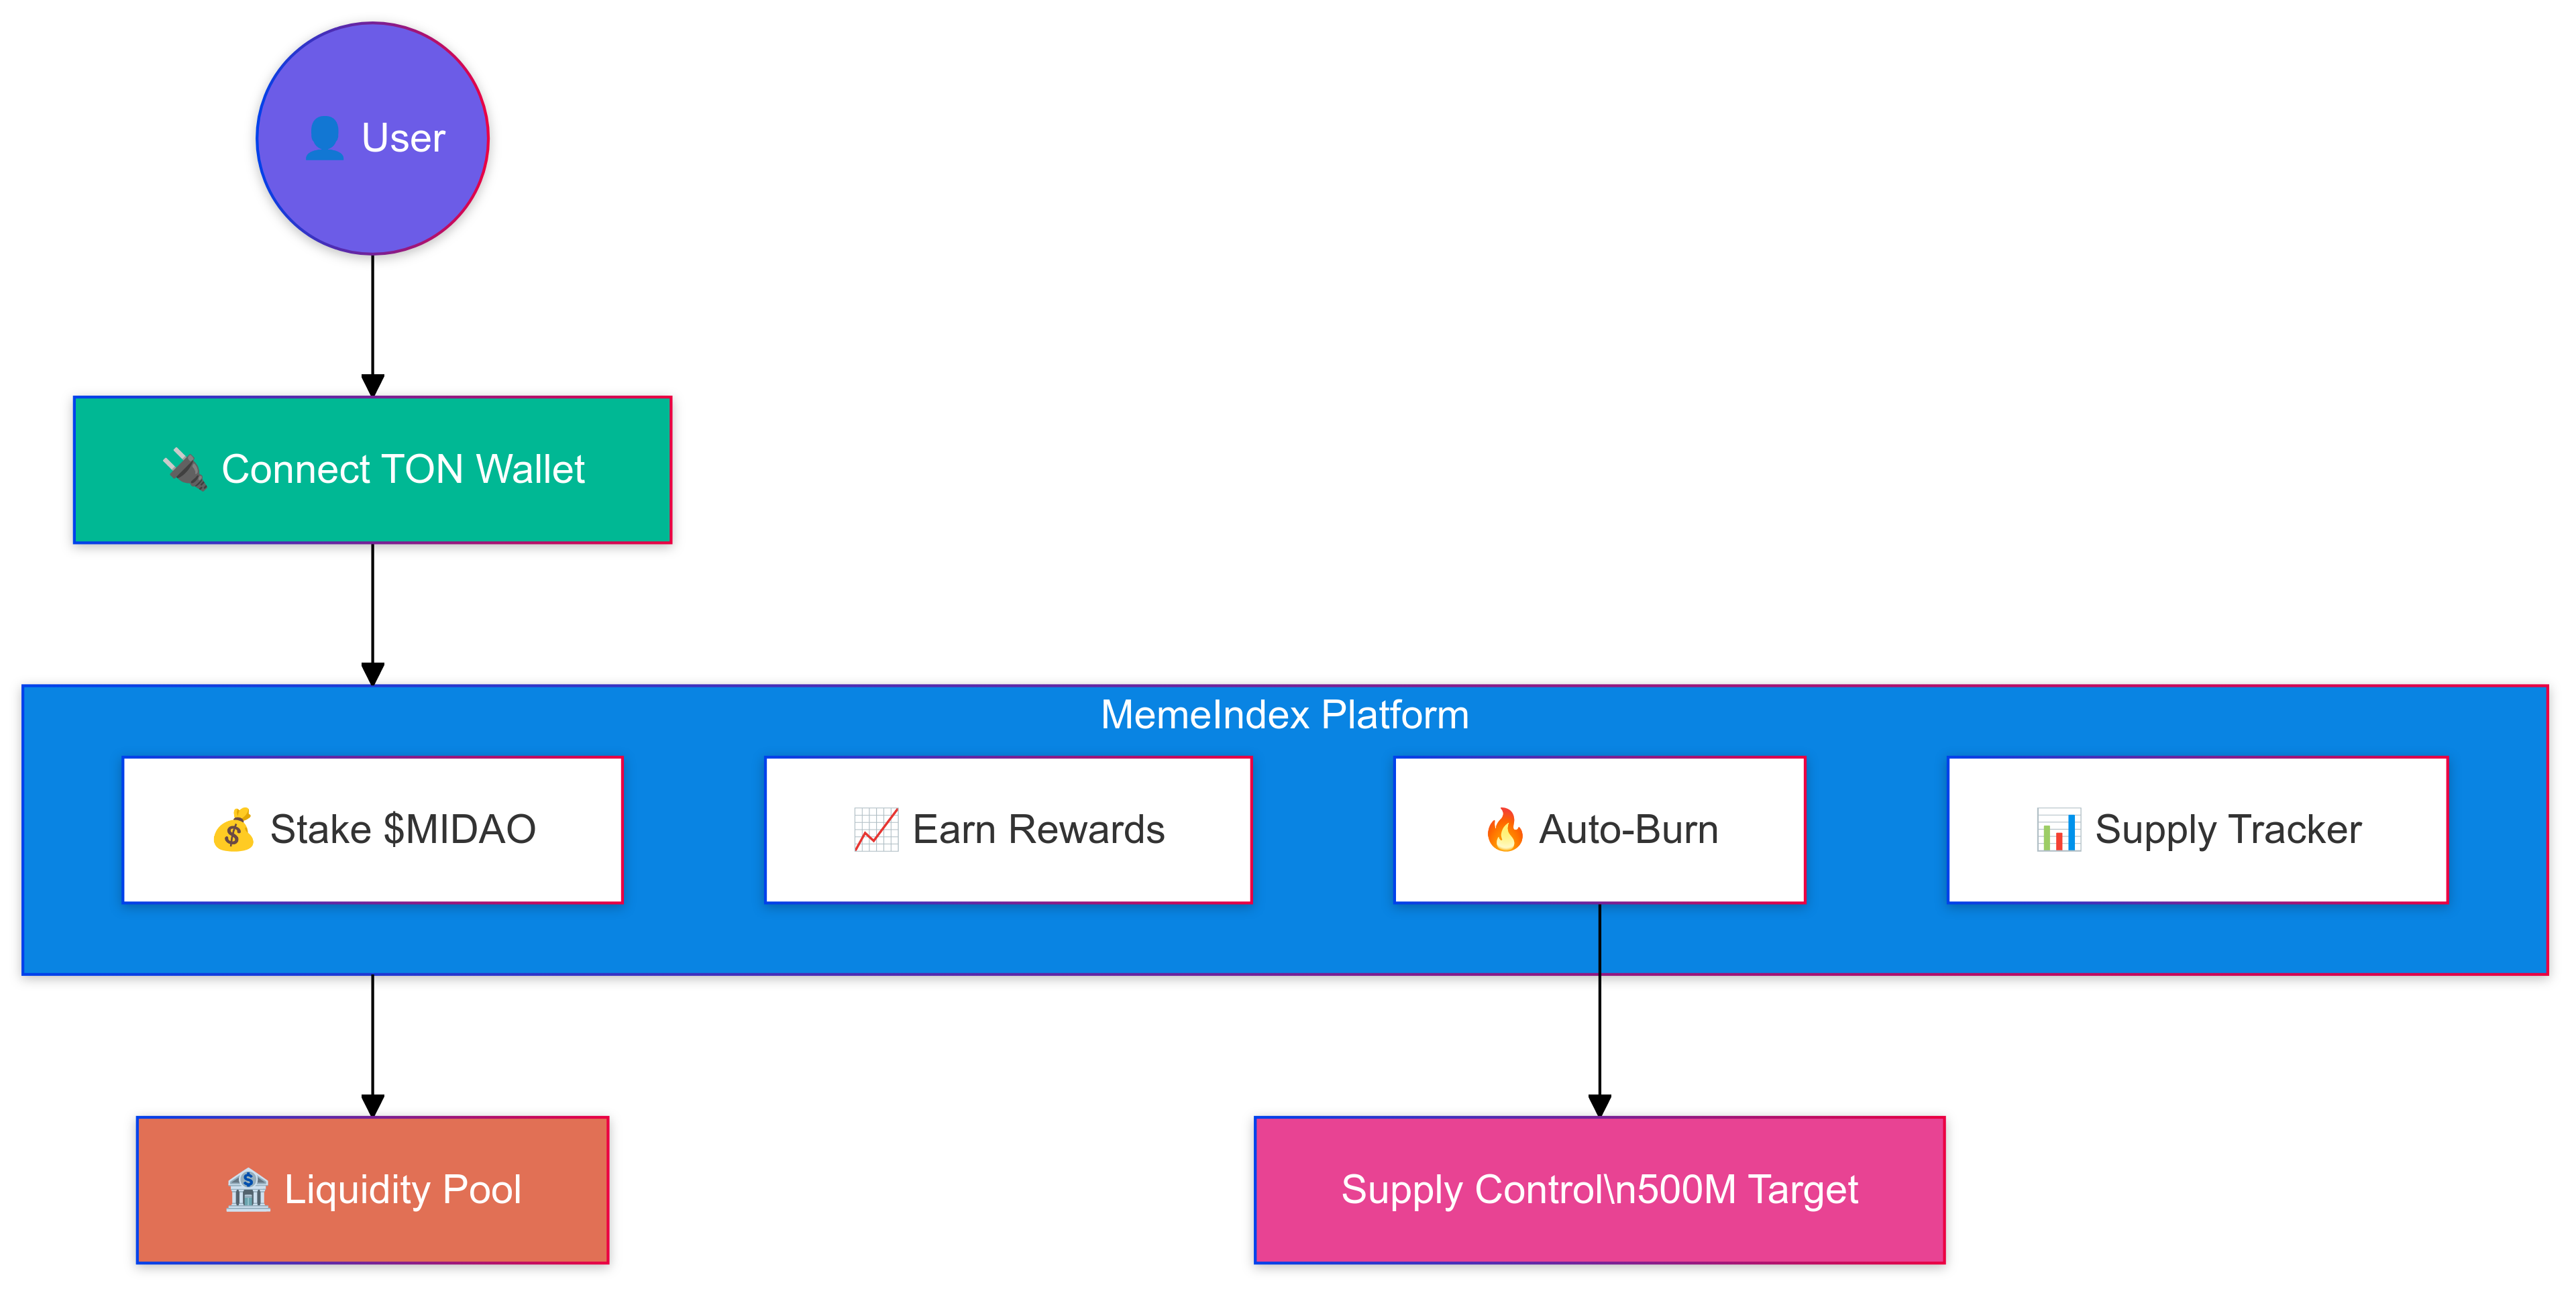 👤 User
🔌 Connect TON Wallet
MemeIndex Platform
💰 Stake $MIDAO
📈 Earn Rewards
🔥 Auto-Burn
📊 Supply Tracker
🏦 Liquidity Pool
Supply Control\n500M Target